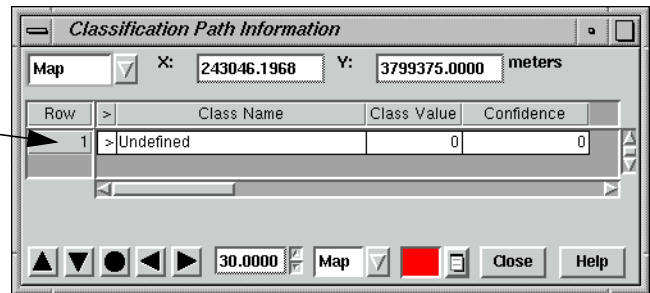 Classification Path Information
Map X: 243046.1968 Y: 3799375.0000 meters
Row > Class Name Class Value Confidence
1 > Undefined 0 0
30.0000 Map Close Help